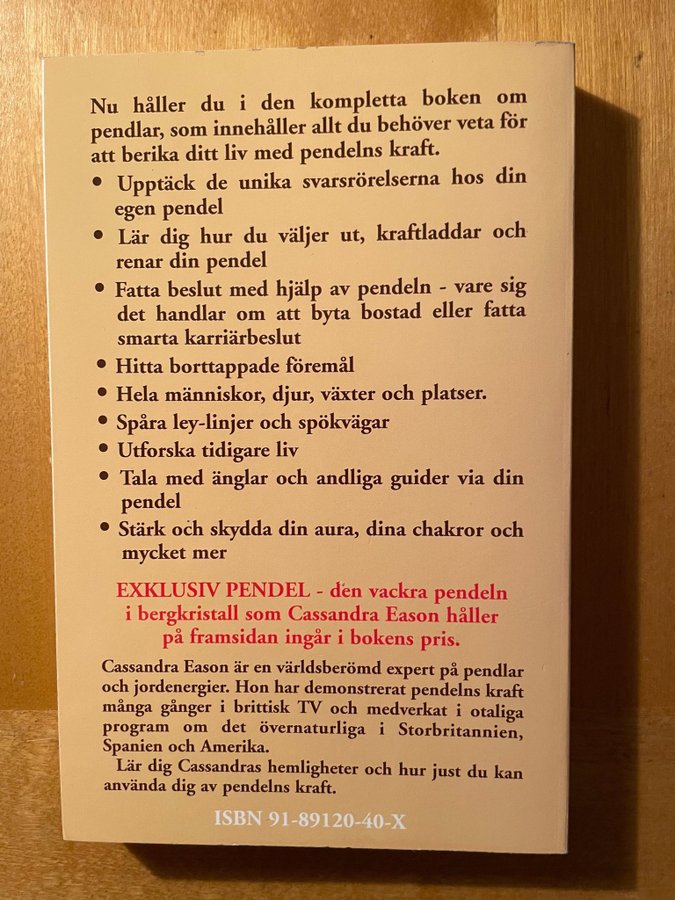 Nu håller du i den kompletta boken om
pendlar, som innehåller allt du behöver veta för
att berika ditt liv med pendelns kraft.
• Upptäck de unika svarsrörelserna hos din
egen pendel
• Lär dig hur du väljer ut, kraftladdar och
renar din pendel
• Fatta beslut med hjälp av pendeln - vare sig
det handlar om att byta bostad eller fatta
smarta karriärbeslut
• Hitta borttappade föremål
• Hela människor, djur, växter och platser.
• Spåra ley-linjer och spökvägar
• Utforska tidigare liv
• Tala med änglar och andliga guider via din
pendel
• Stärk och skydda din aura, dina chakror och
mycket mer
EXKLUSIV PENDEL - den vackra pendeln
i bergkristall som Cassandra Eason håller
på framsidan ingår i bokens pris.
Cassandra Eason är en världsberömd expert på pendlar
och jordenergier. Hon har demonstrerat pendelns kraft
många gånger i brittisk TV och medverkat i otaliga
program om det övernaturliga i Storbritannien,
Spanien och Amerika.
Lär dig Cassandras hemligheter och hur just du kan
använda dig av pendelns kraft.
ISBN 91-89120-40-X